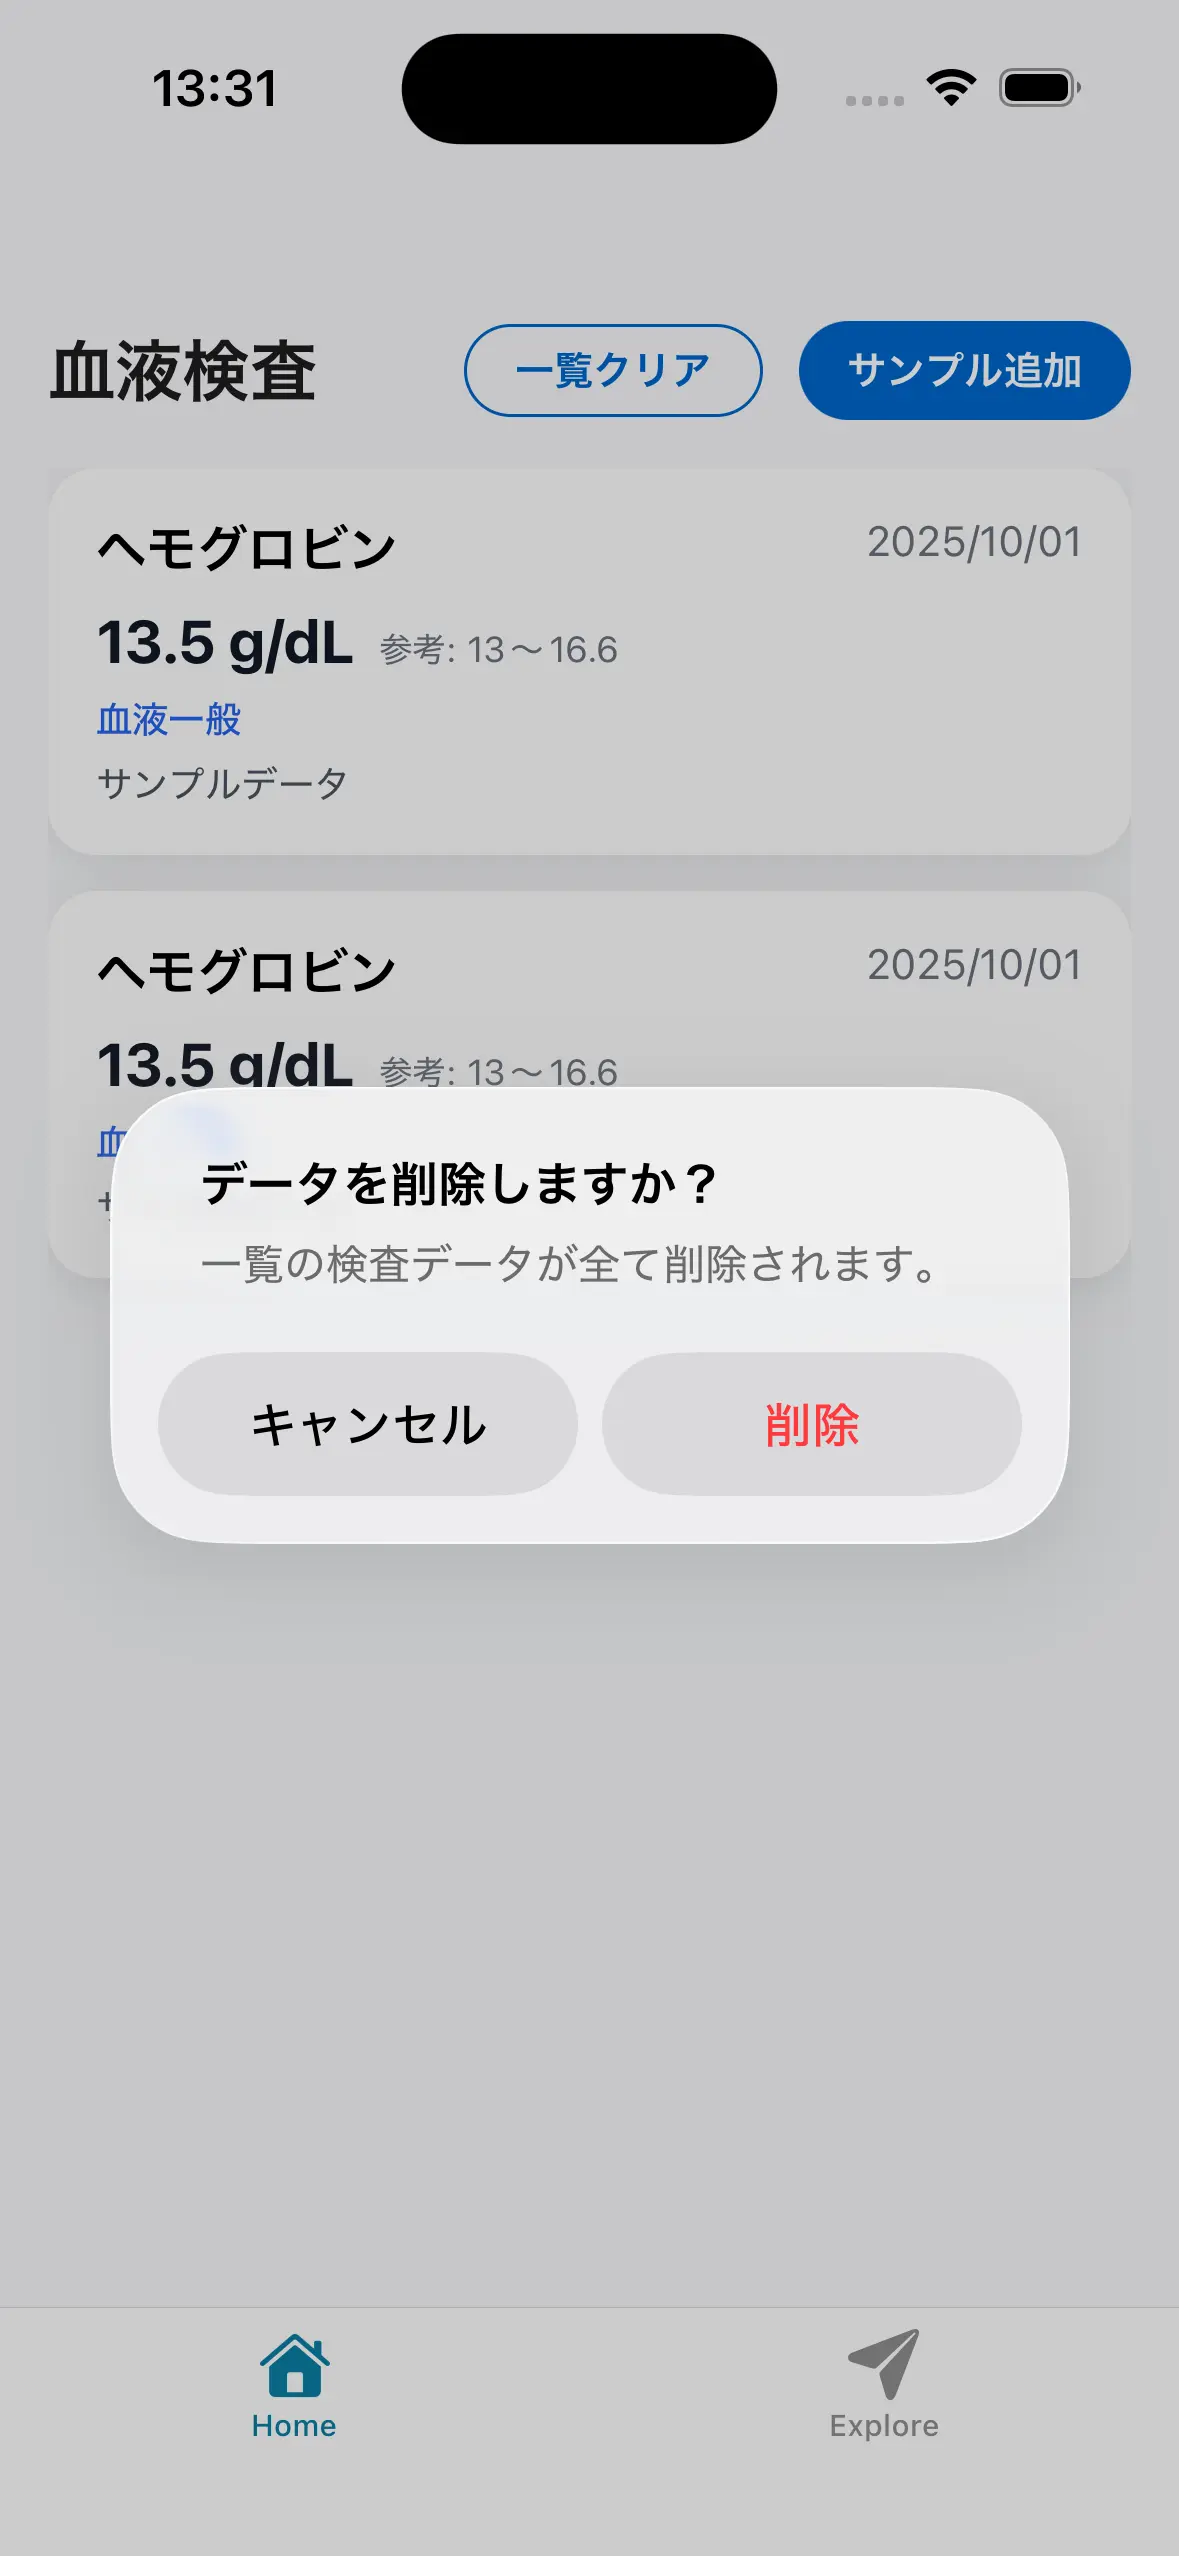 13:31
血液検査
一覧クリア
サンプル追加
ヘモグロビン
2025/10/01
13.5 g/dL 参考: 13〜16.6
血液一般
サンプルデータ
ヘモグロビン
2025/10/01
13.5 g/dL 参考: 13〜16.6
血
データを削除しますか？
一覧の検査データが全て削除されます。
キャンセル
削除
Home
Explore